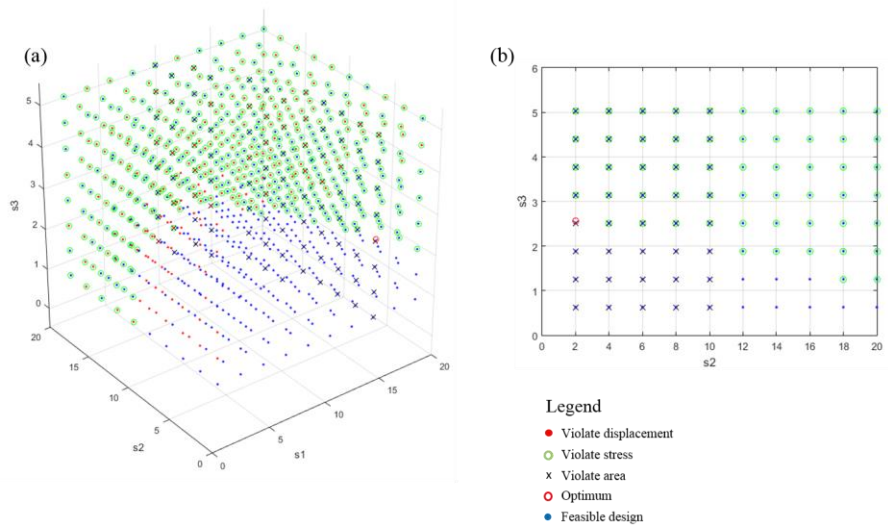 (a)
5
4
3
2
1
0
s3
20
15
10
5
0
s2
0
5
10
15
20
s1
(b)
6
5
4
3
2
1
0
s3
0 2 4 6 8 10 12 14 16 18 20
s2
Legend
Violate displacement
Violate stress
x Violate area
Optimum
Feasible design